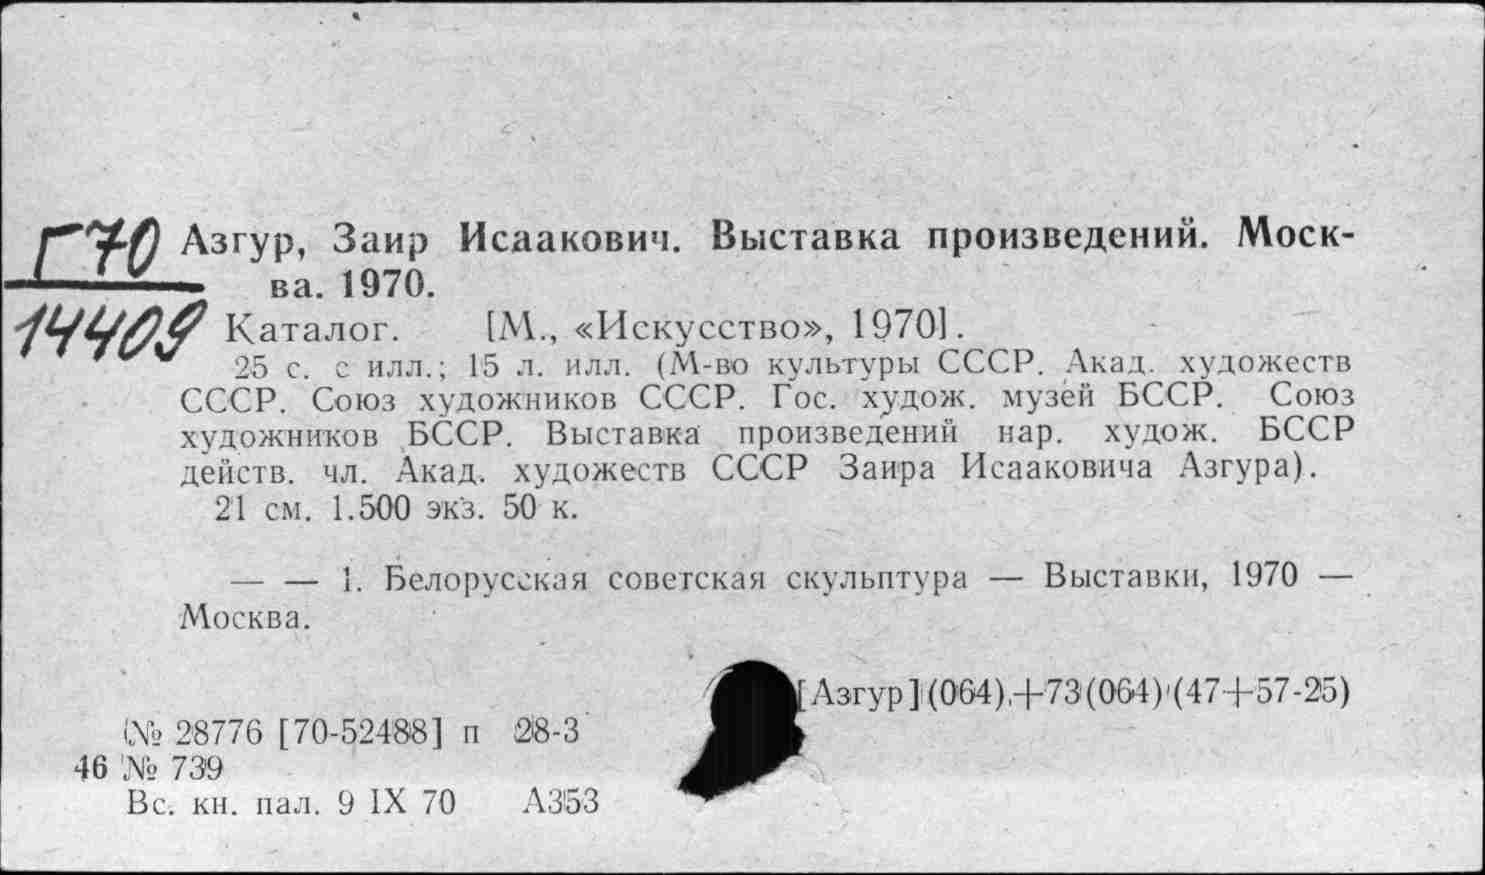 Г70 Азгур, Заир Исаакович. Выставка произведений. Моск-
ва. 1970.
14409 Каталог. [М., «Искусство», 1970].
25 с. с илл.; 15 л. илл. (М-во культуры СССР. Акад. художеств
СССР. Союз художников СССР. Гос. худож. музей БССР. Союз
художников БССР. Выставка произведений нар. худож. БССР
действ. чл. Акад. художеств СССР Заира Исааковича Азгура).
21 см. 1.500 экз. 50 к.
— — 1. Белорусская советская скульптура — Выставки, 1970 —
Москва.
[Азгур](064).+73(064)(47+57-25)
№ 28776 [70-52488] п 28-3
46 № 739
Вс. кн. пал. 9 IX 70 А353